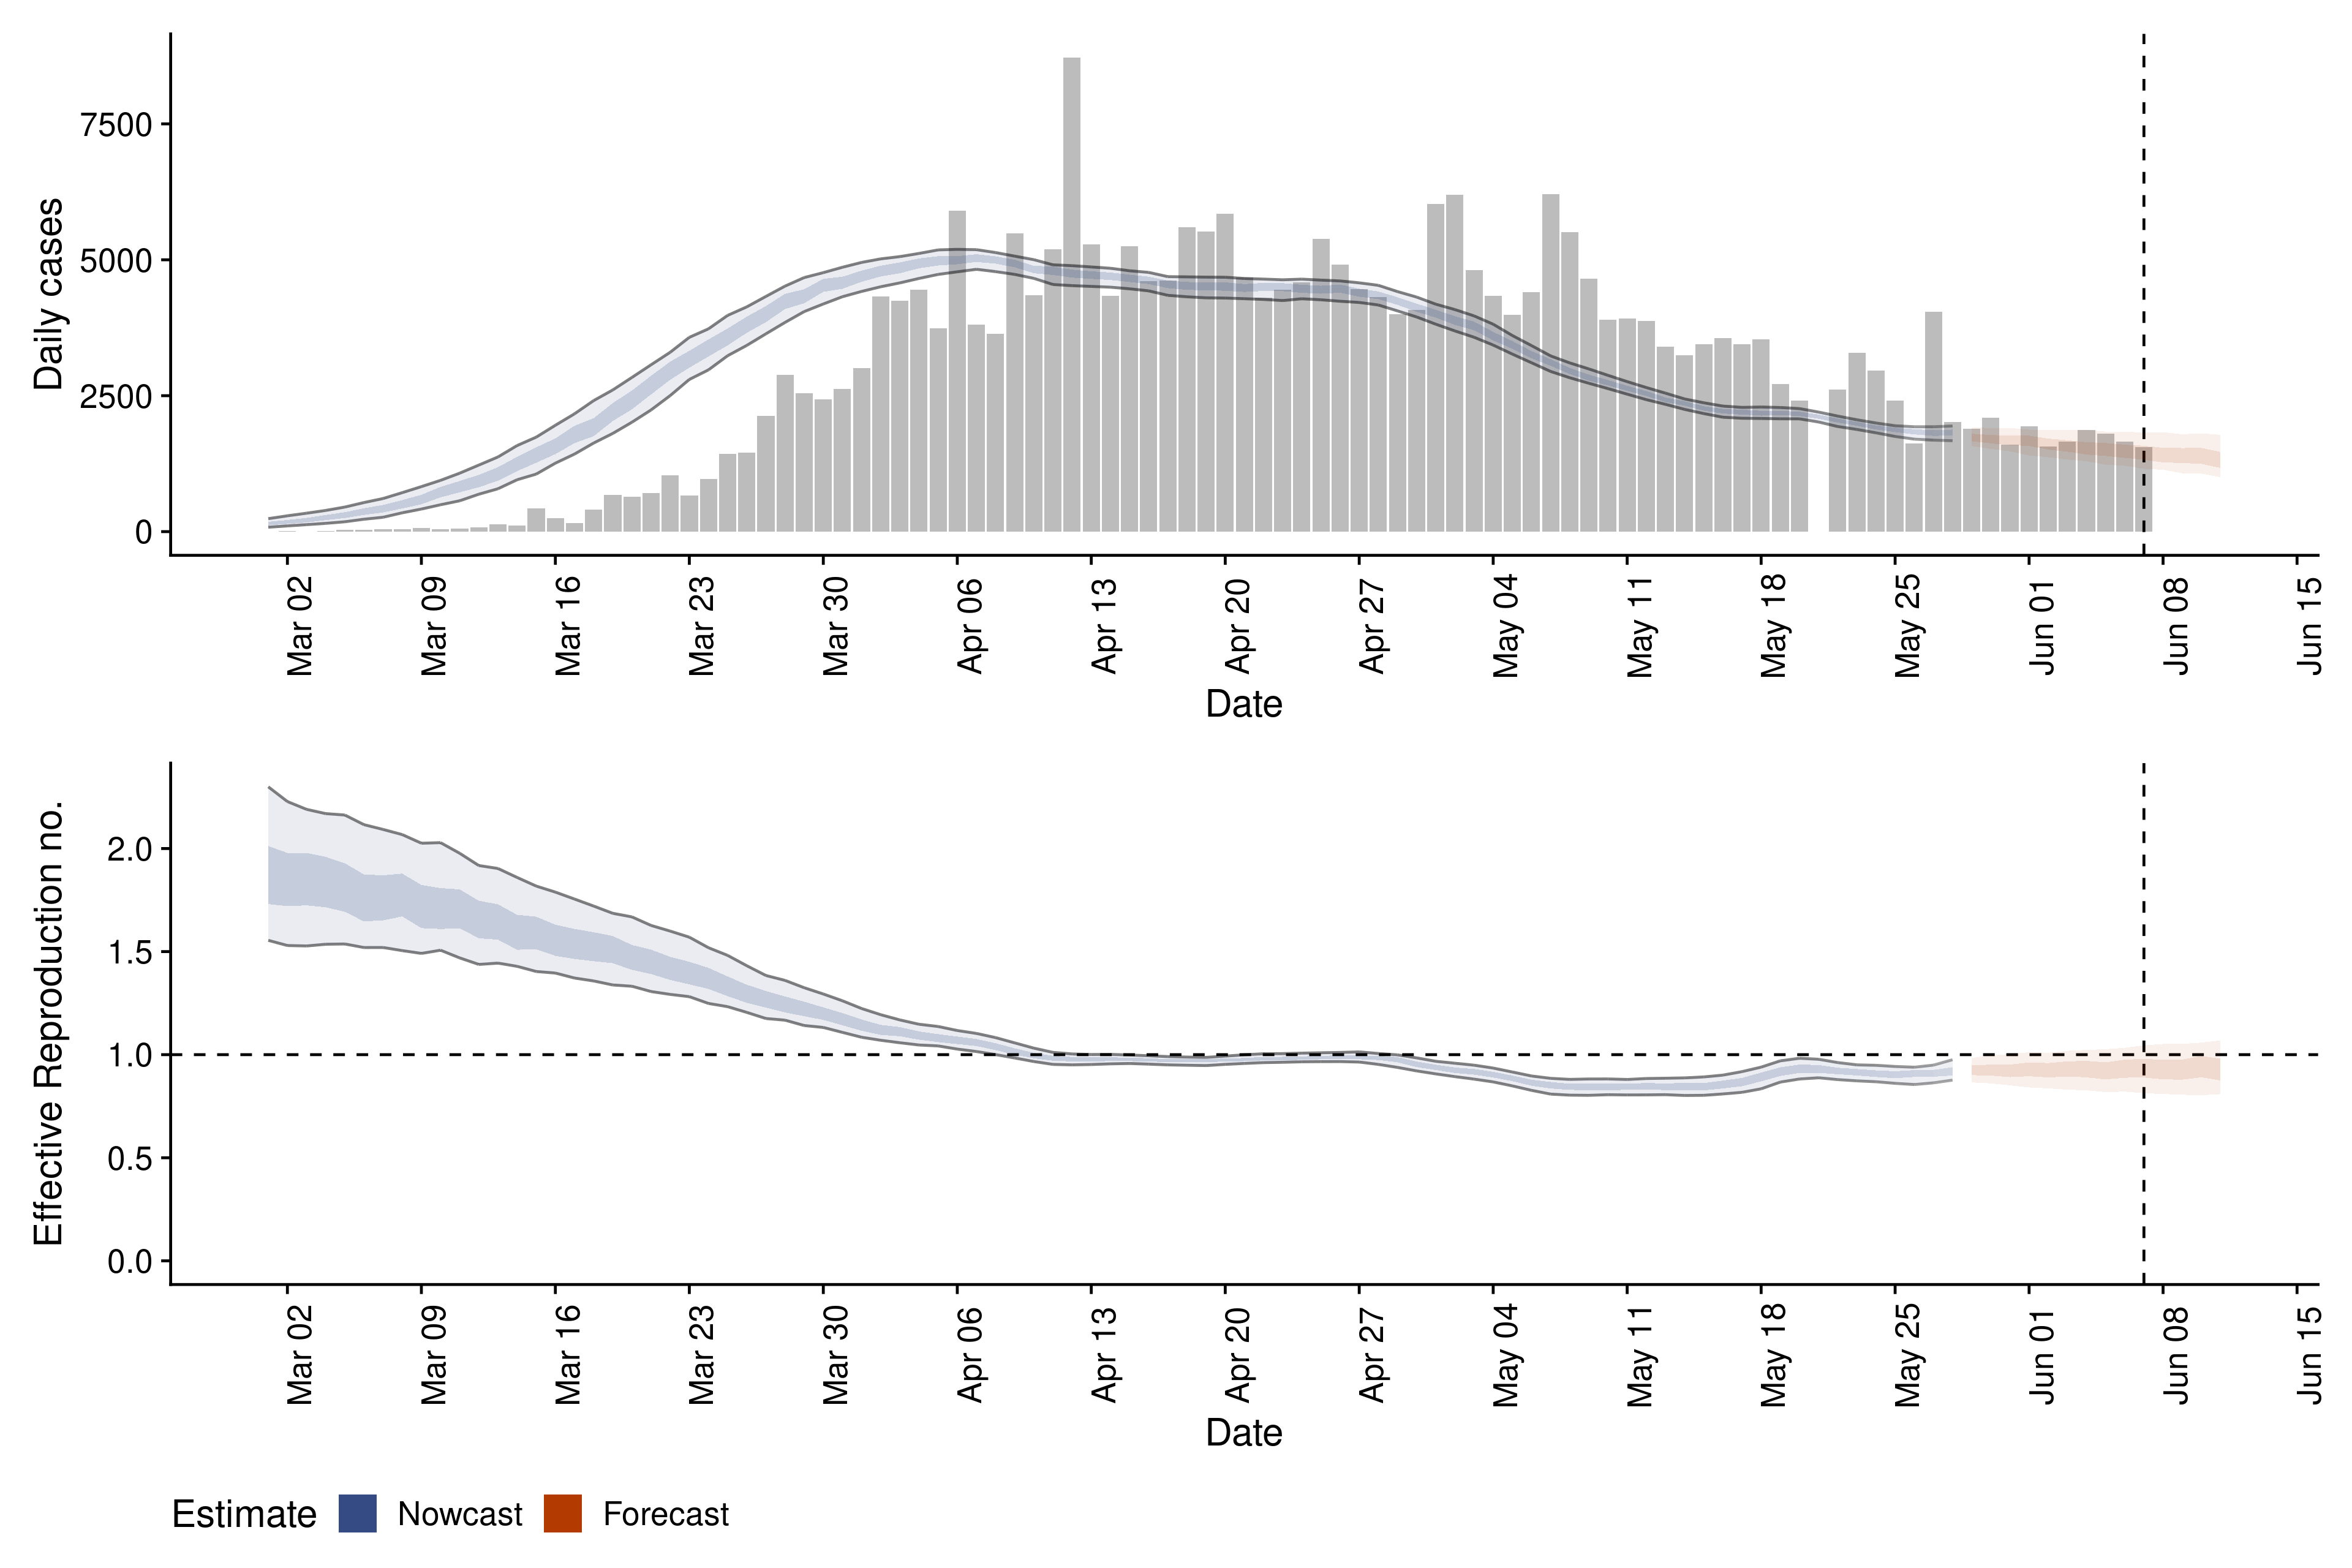 Daily cases
7500
5000
2500
0
Mar 02
Mar 09
Mar 16
Mar 23
Mar 30
Apr 06
Apr 13
Apr 20
Apr 27
May 04
May 11
May 18
May 25
Jun 01
Jun 08
Jun 15
Date
Effective Reproduction no.
2.0
1.5
1.0
0.5
0.0
Mar 02
Mar 09
Mar 16
Mar 23
Mar 30
Apr 06
Apr 13
Apr 20
Apr 27
May 04
May 11
May 18
May 25
Jun 01
Jun 08
Jun 15
Date
Estimate Nowcast Forecast